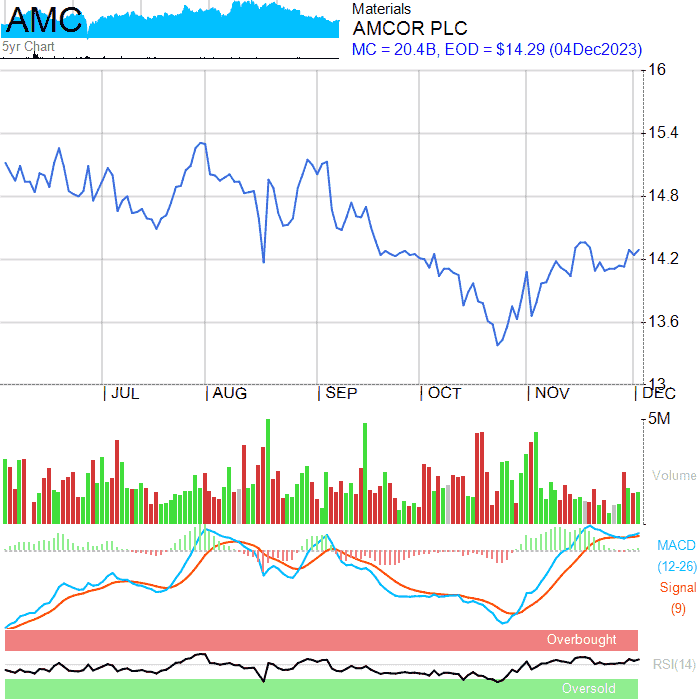 AMC
5yr Chart
Materials
AMCOR PLC
MC = 20.4B, EOD = $14.29 (04Dec2023)
16
15.4
14.8
14.2
13.6
13
JUL AUG SEP OCT NOV DEC
5M
Volume
MACD
(12-26)
Signal
(9)
Overbought
RSI(14)
Oversold